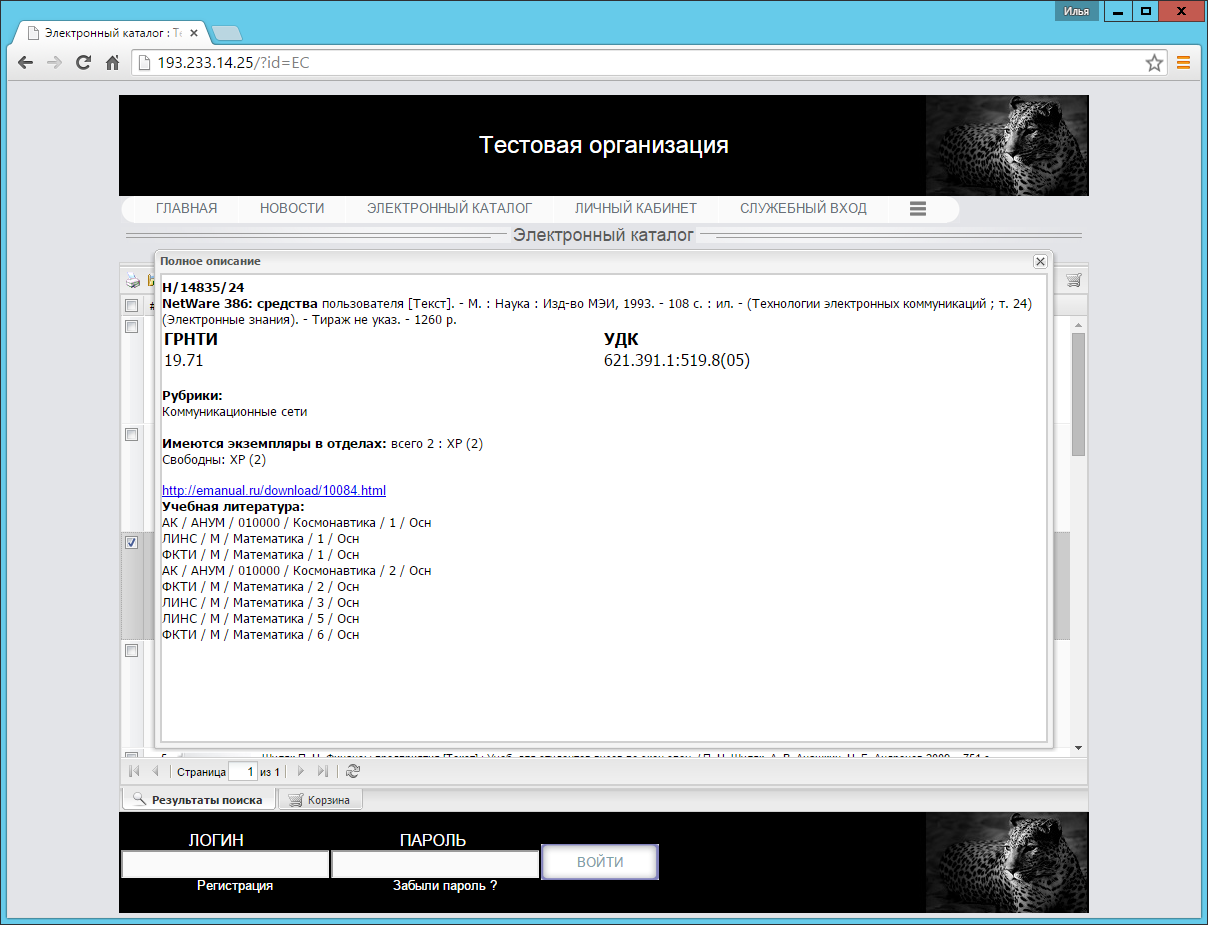 Илья
Электронный каталог : Те
193.233.14.25/?id=EC
Тестовая организация
ГЛАВНАЯ НОВОСТИ ЭЛЕКТРОННЫЙ КАТАЛОГ ЛИЧНЫЙ КАБИНЕТ СЛУЖЕБНЫЙ ВХОД
Электронный каталог
Полное описание
Н/14835/24
NetWare 386: средства пользователя [Текст]. - М. : Наука : Изд-во МЭИ, 1993. - 108 с. : ил. - (Технологии электронных коммуникаций ; т. 24)
(Электронные знания). - Тираж не указ. - 1260 р.
ГРНТИ УДК
19.71 621.391.1:519.8(05)
Рубрики:
Коммуникационные сети
Имеются экземпляры в отделах: всего 2 : ХР (2)
Свободны: ХР (2)
http://emanual.ru/download/10084.html
Учебная литература:
АК / АНУМ / 010000 / Космонавтика / 1 / Осн
ЛИНС / М / Математика / 1 / Осн
ФКТИ / М / Математика / 1 / Осн
АК / АНУМ / 010000 / Космонавтика / 2 / Осн
ФКТИ / М / Математика / 2 / Осн
ЛИНС / М / Математика / 3 / Осн
ЛИНС / М / Математика / 5 / Осн
ФКТИ / М / Математика / 6 / Осн
Страница 1 из 1
Результаты поиска Корзина
ЛОГИН ПАРОЛЬ
ВОЙТИ
Регистрация Забыли пароль ?